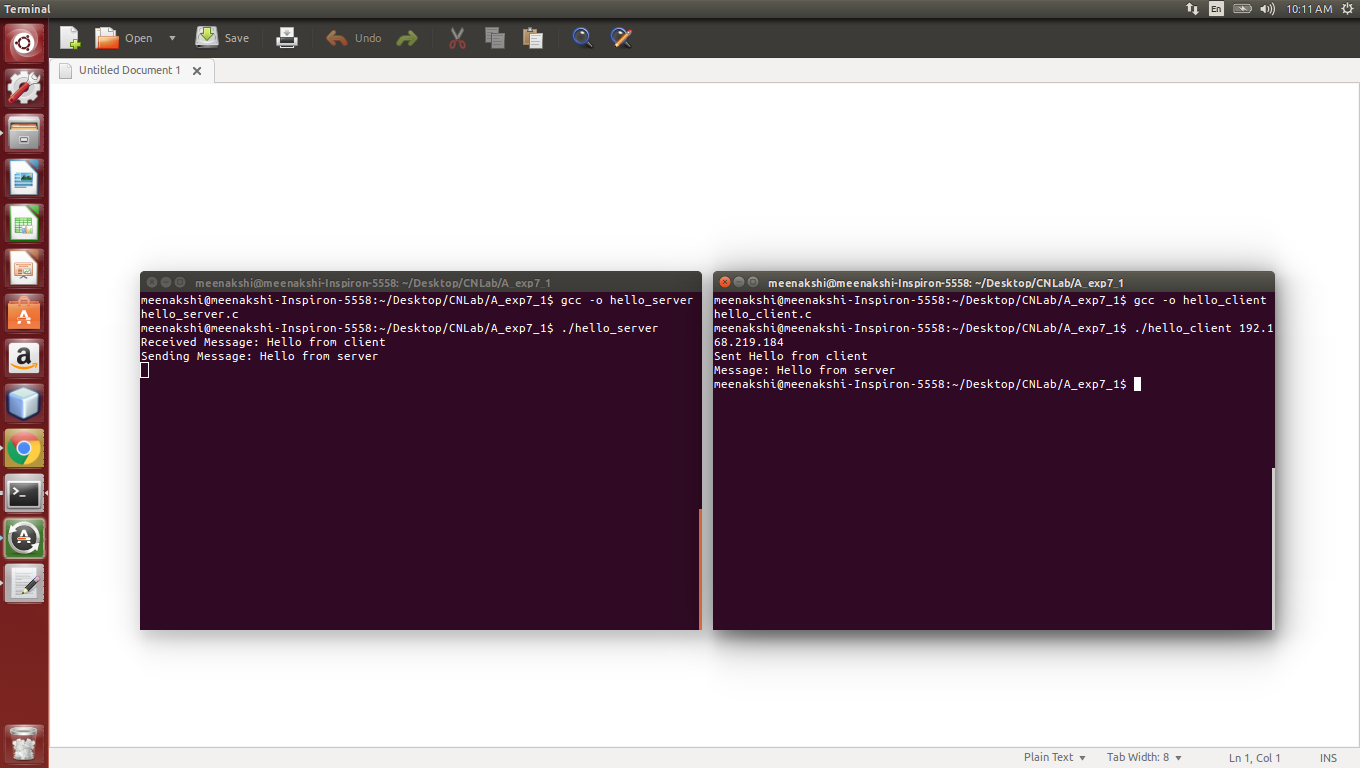 Terminal
En
10:11 AM
Open
Save
Undo
Untitled Document 1
meenakshi@meenakshi-Inspiron-5558: ~/Desktop/CNLab/A_exp7_1
meenakshi@meenakshi-Inspiron-5558:~/Desktop/CNLab/A_exp7_1$ gcc -o hello_server
hello_server.c
meenakshi@meenakshi-Inspiron-5558:~/Desktop/CNLab/A_exp7_1$ ./hello_server
Received Message: Hello from client
Sending Message: Hello from server
meenakshi@meenakshi-Inspiron-5558: ~/Desktop/CNLab/A_exp7_1
meenakshi@meenakshi-Inspiron-5558:~/Desktop/CNLab/A_exp7_1$ gcc -o hello_client
hello_client.c
meenakshi@meenakshi-Inspiron-5558:~/Desktop/CNLab/A_exp7_1$ ./hello_client 192.1
68.219.184
Sent Hello from client
Message: Hello from server
meenakshi@meenakshi-Inspiron-5558:~/Desktop/CNLab/A_exp7_1$
Plain Text
Tab Width: 8
Ln 1, Col 1
INS